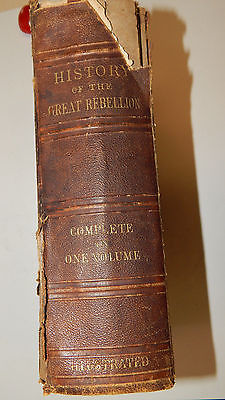 HISTORY
OF THE
GREAT REBELLION
COMPLETE
IN
ONE VOLUME
ILLUSTRATED